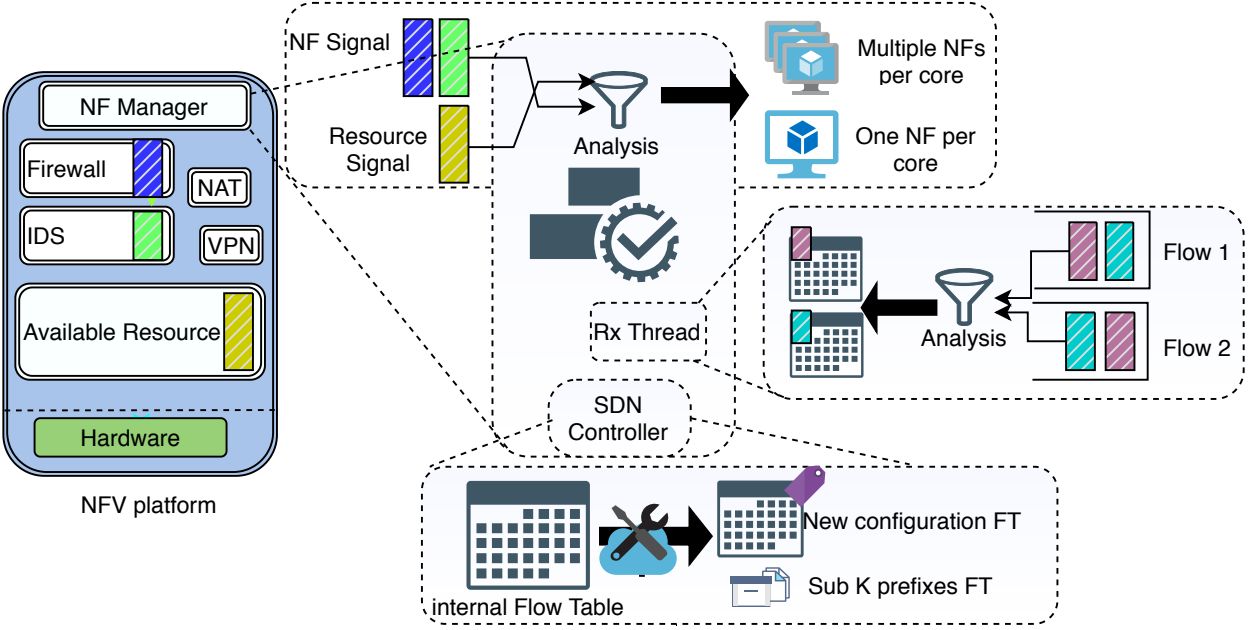 NF Manager
Firewall
NAT
IDS
VPN
Available Resource
Hardware
NFV platform
NF Signal
Resource
Signal
Analysis
Multiple NFs
per core
One NF per
core
Rx Thread
Analysis
Flow 1
Flow 2
SDN
Controller
internal Flow Table
New configuration FT
Sub K prefixes FT